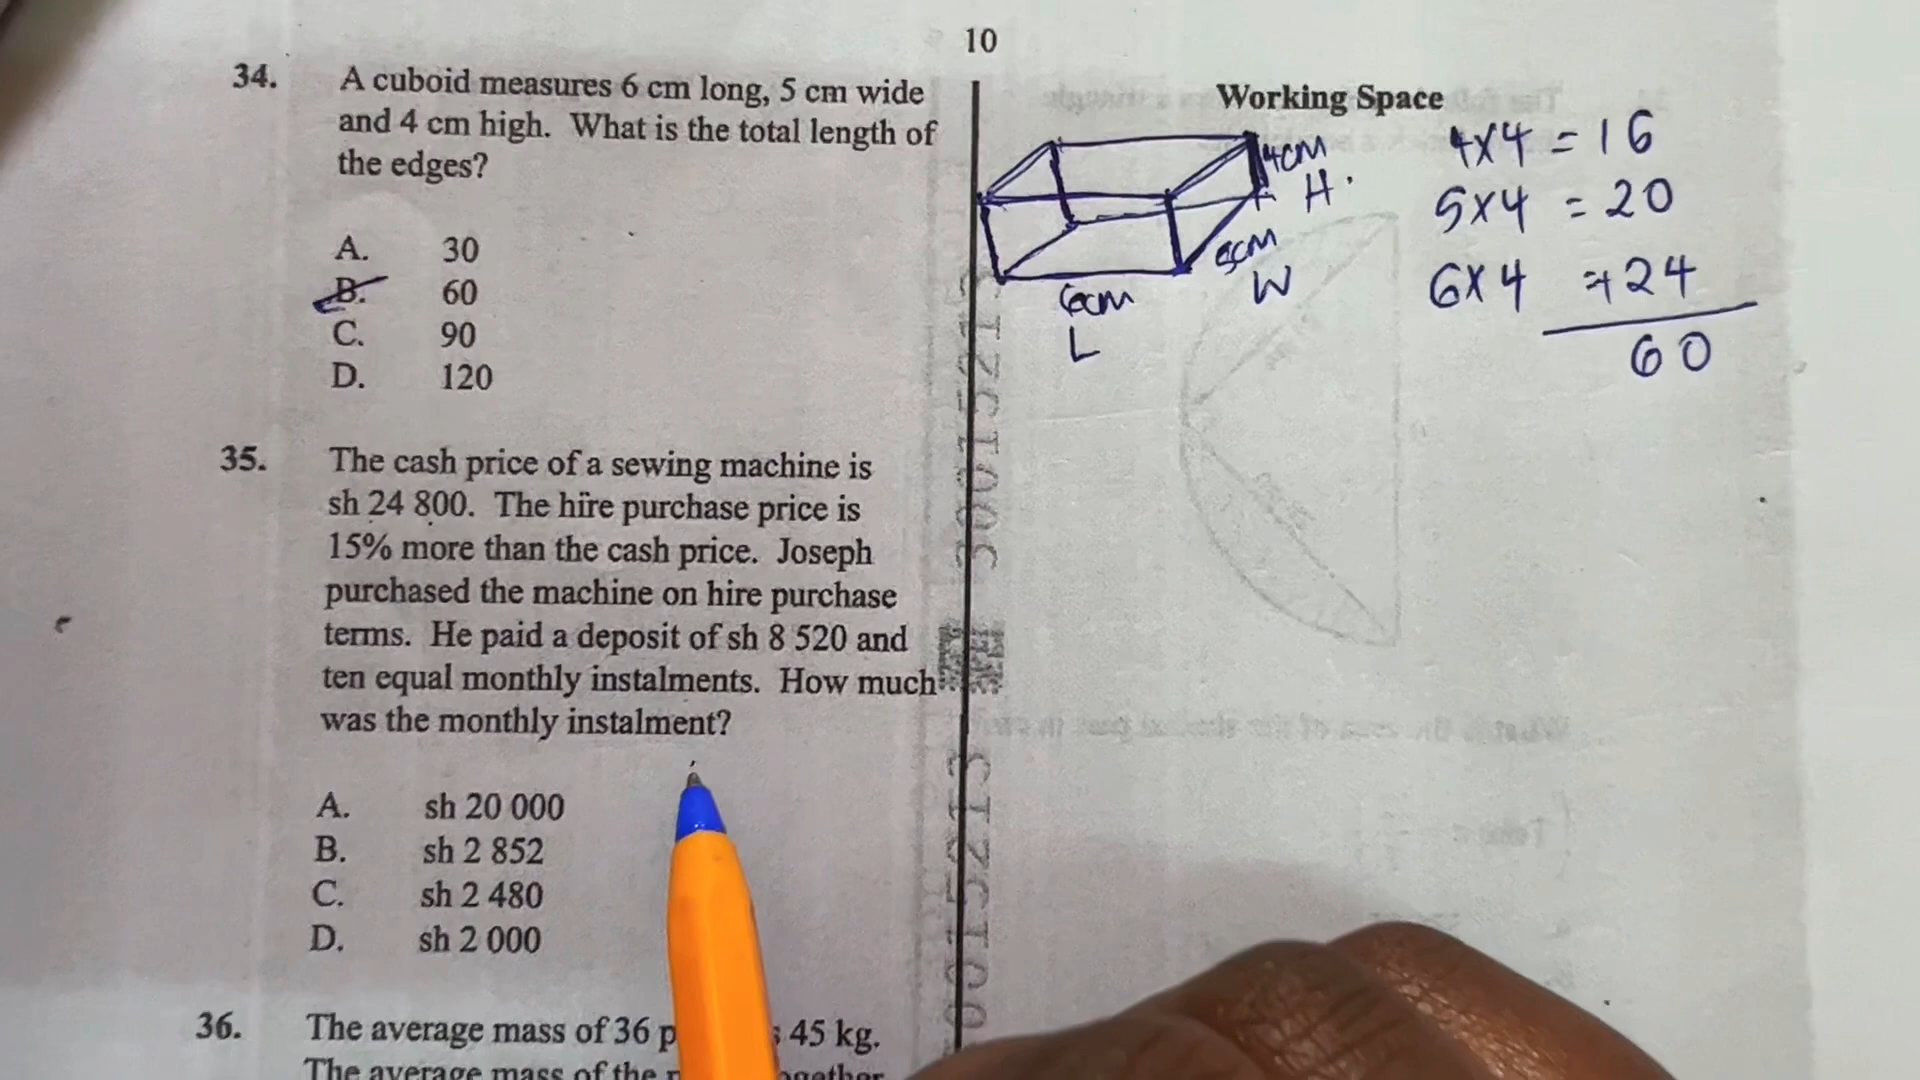 10
34. A cuboid measures 6 cm long, 5 cm wide
and 4 cm high. What is the total length of
the edges?
A. 30
B. 60
C. 90
D. 120
35. The cash price of a sewing machine is
sh 24 800. The hire purchase price is
15% more than the cash price. Joseph
purchased the machine on hire purchase
terms. He paid a deposit of sh 8 520 and
ten equal monthly instalments. How much
was the monthly instalment?
A. sh 20 000
B. sh 2 852
C. sh 2 480
D. sh 2 000
36. The average mass of 36 p 45 kg.
The average mass of the
Working Space
4cm
H.
5cm
W
6cm
L
4x4 = 16
5x4 = 20
6x4 =+24
60